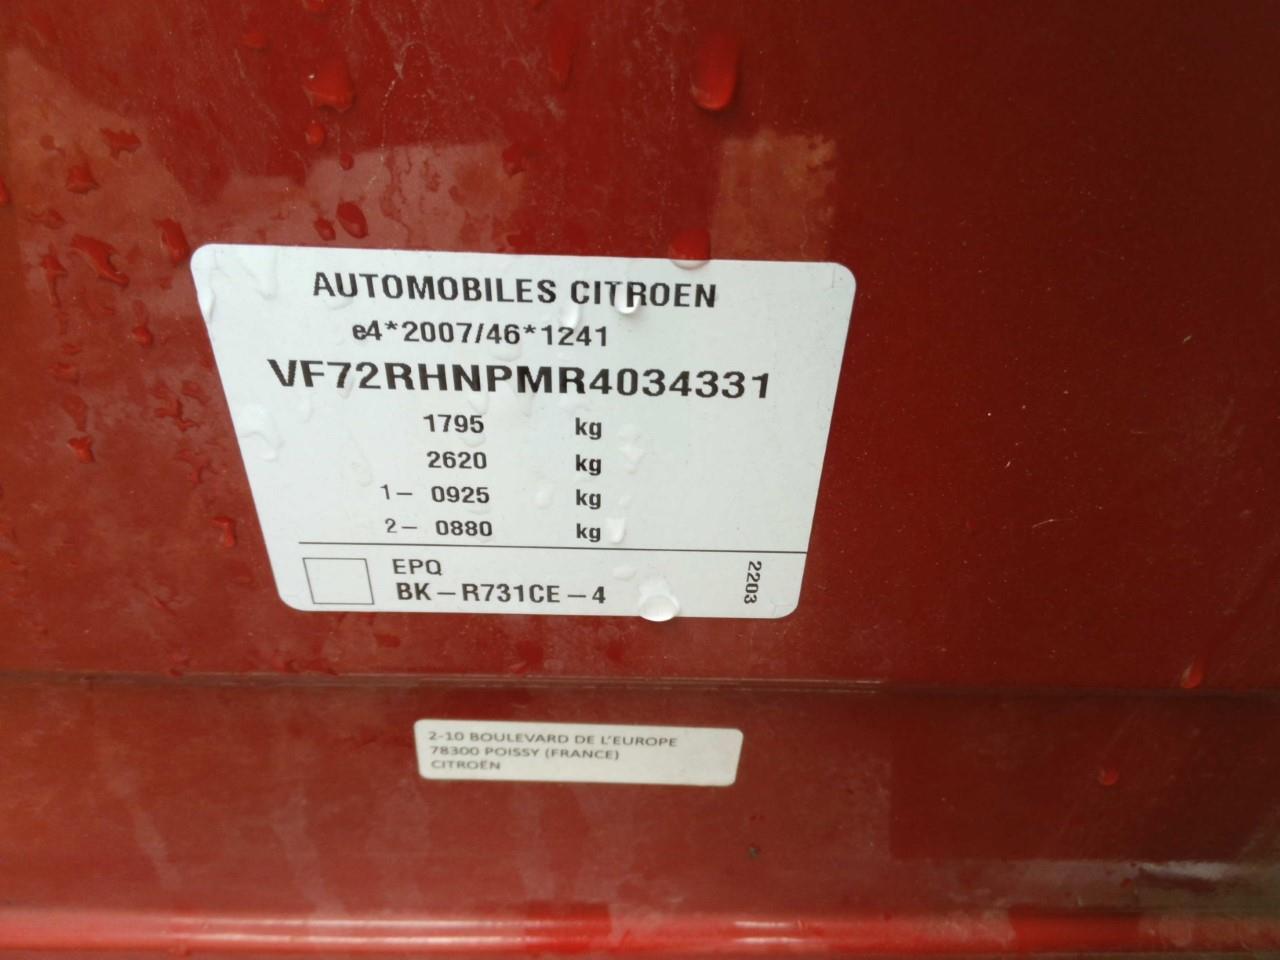 AUTOMOBILES CITROEN
e4*2007/46*1241
VF72RHNPMR4034331
1795 kg
2620 kg
1- 0925 kg
2- 0880 kg
EPQ
BK-R731CE-4
2203
2-10 BOULEVARD DE L'EUROPE
78300 POISSY (FRANCE)
CITROËN